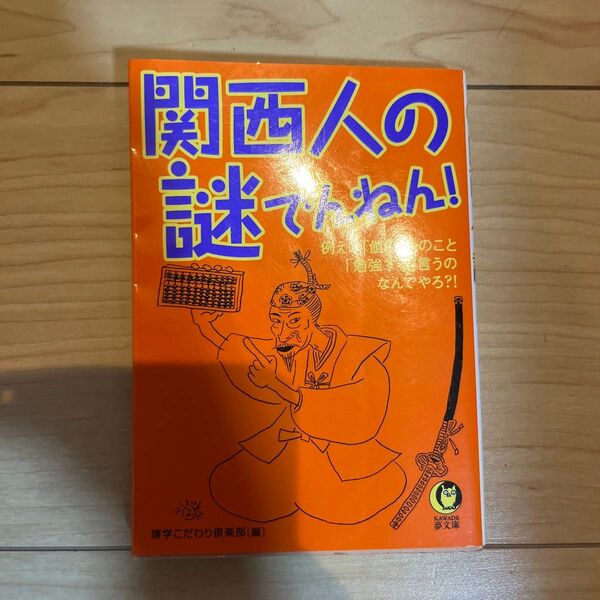 関西人の
謎でんねん!
例えば「値引き」のこと
「勉強する」と言うの
なんでやろ?!
博学こだわり倶楽部[編]
KAWADE
夢文庫